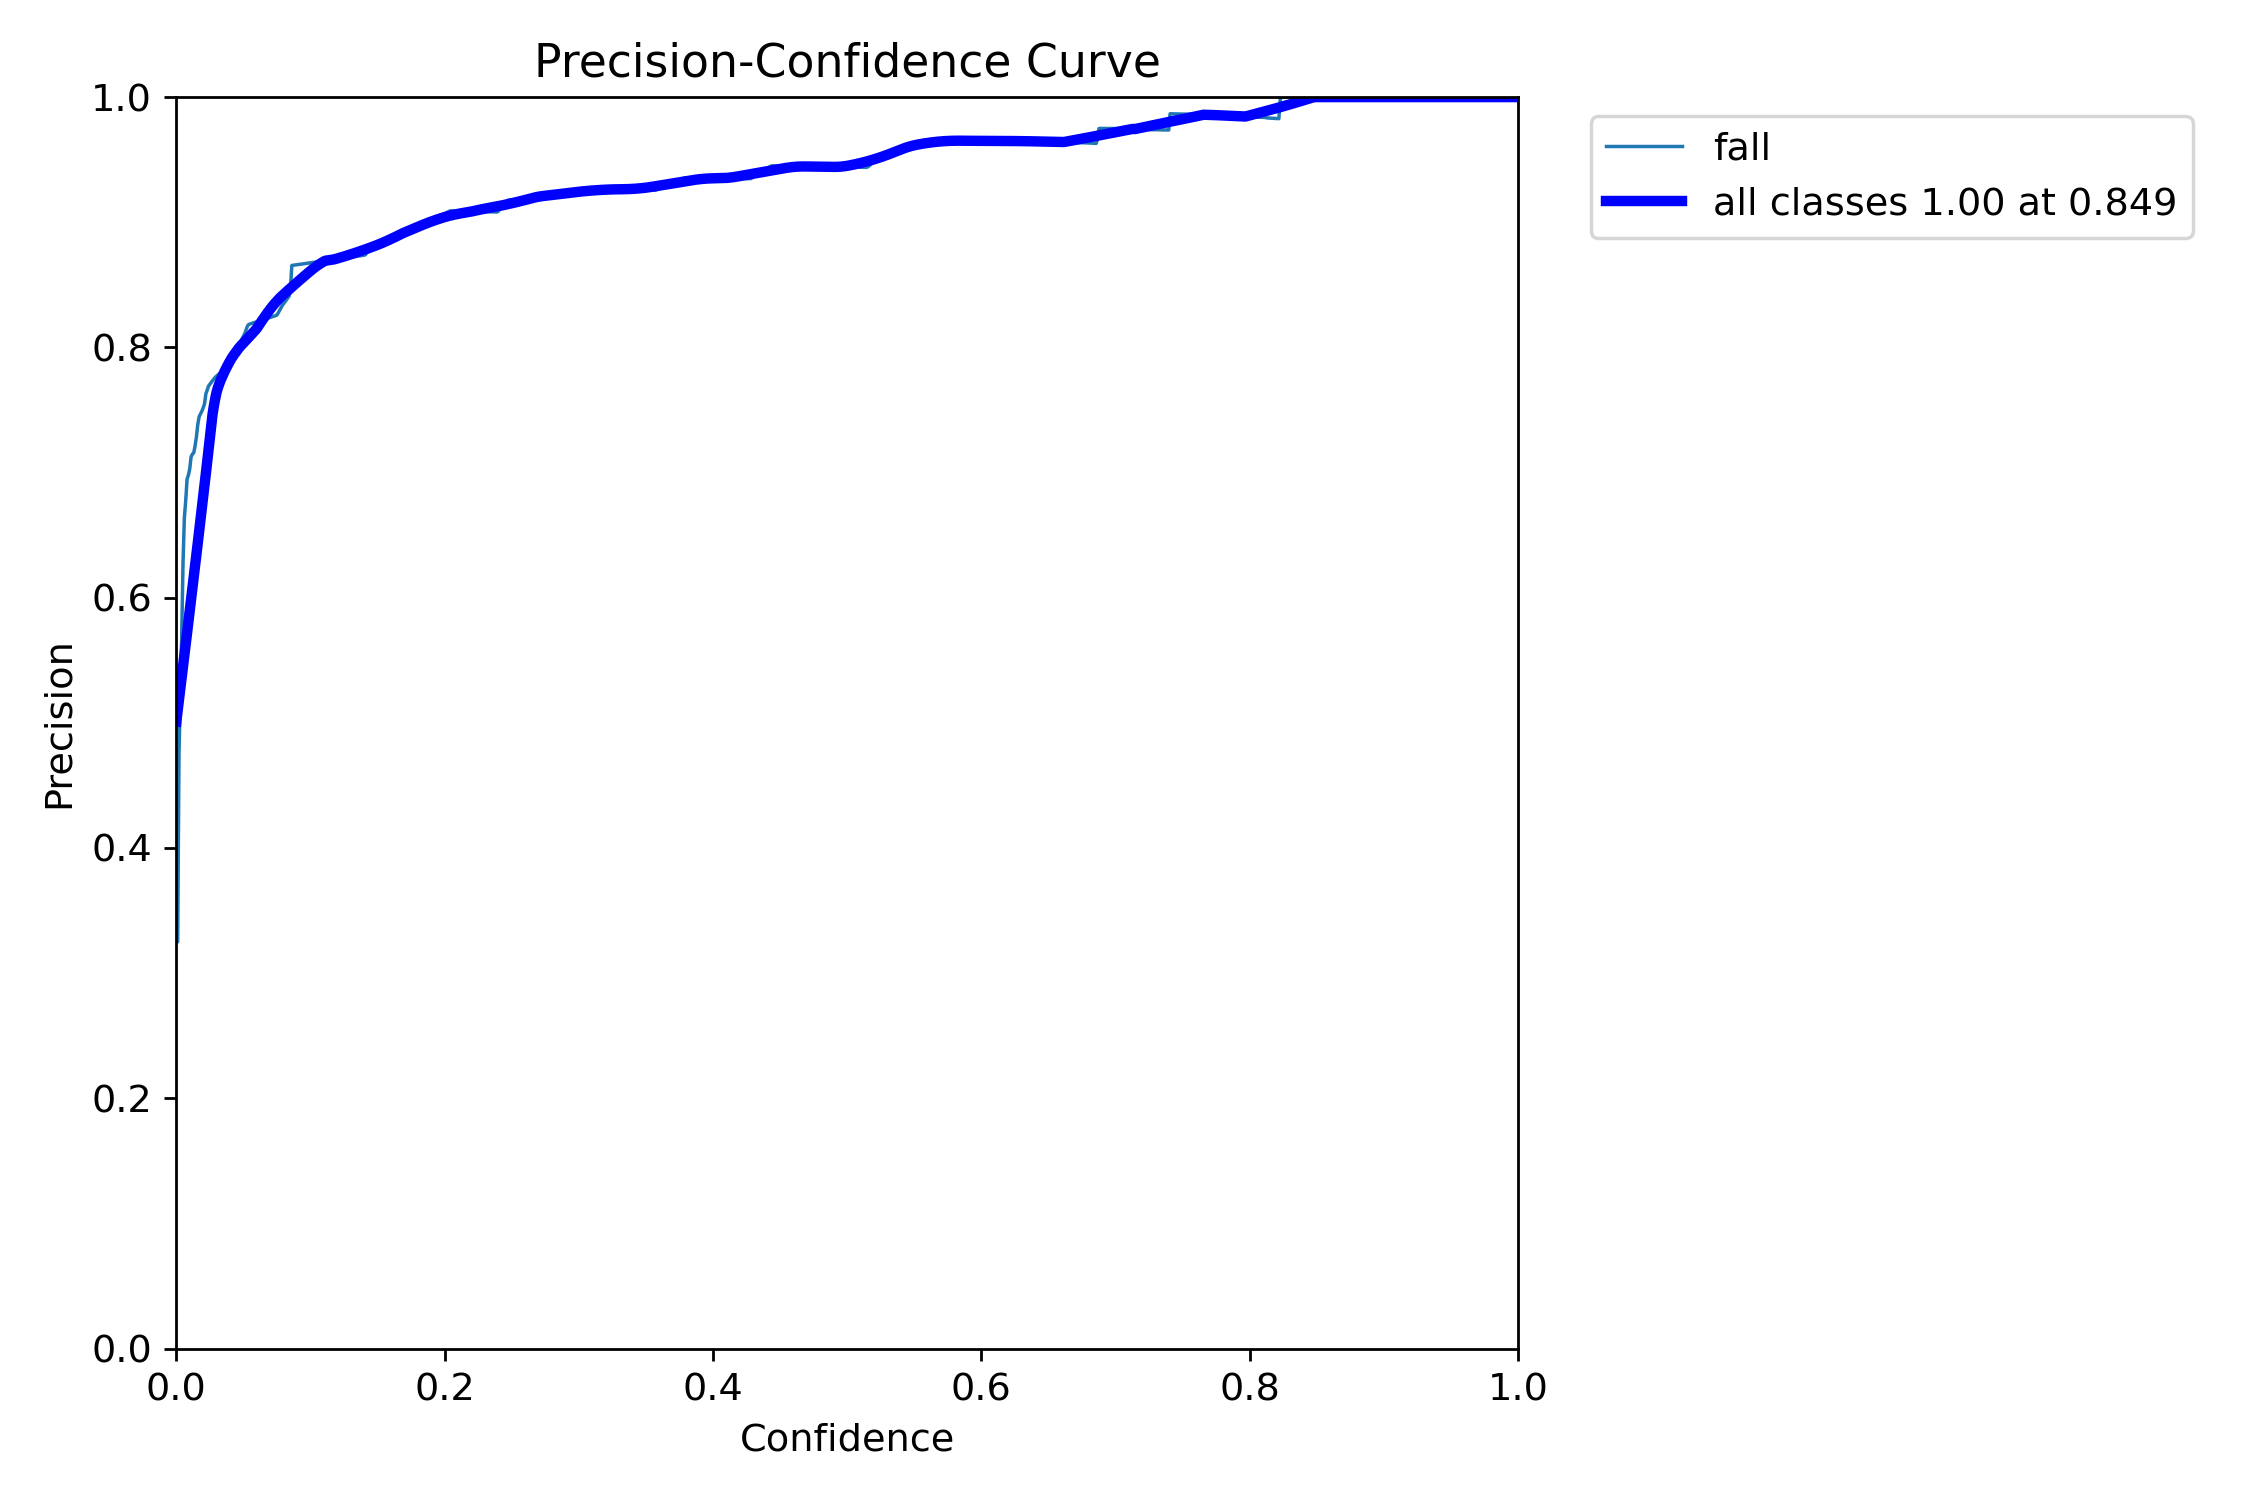 Precision-Confidence Curve
1.0
0.8
0.6
0.4
0.2
0.0
Precision
0.0 0.2 0.4 0.6 0.8 1.0
Confidence
fall
all classes 1.00 at 0.849